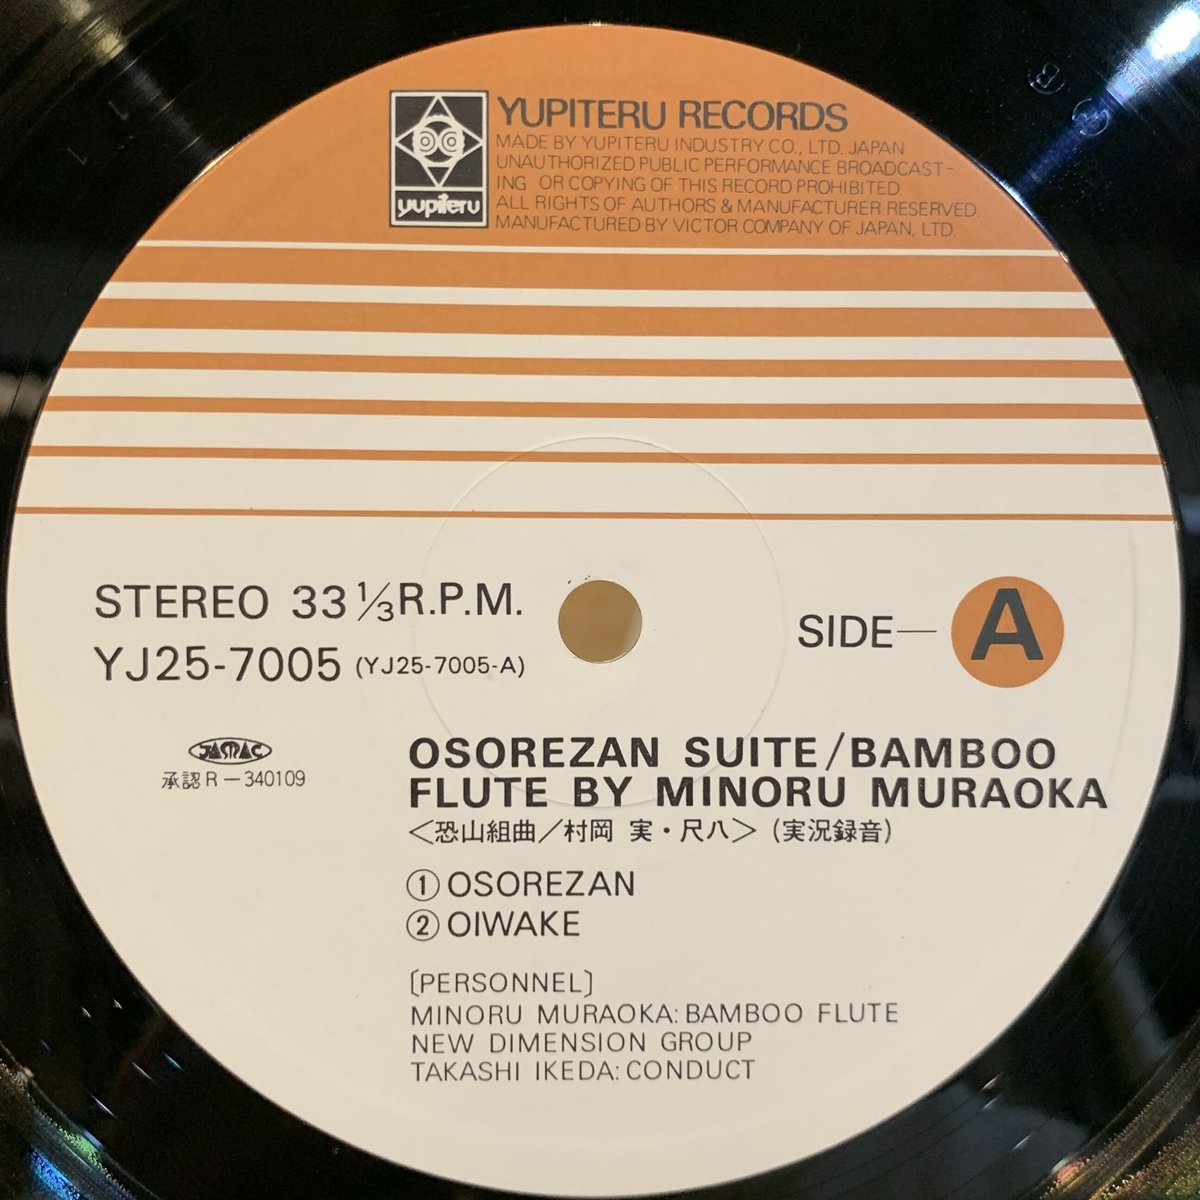 YUPITERU RECORDS
MADE BY YUPITERU INDUSTRY CO., LTD. JAPAN
UNAUTHORIZED PUBLIC PERFORMANCE BROADCAST-
ING OR COPYING OF THIS RECORD PROHIBITED.
ALL RIGHTS OF AUTHORS & MANUFACTURER RESERVED.
MANUFACTURED BY VICTOR COMPANY OF JAPAN, LTD.
yupiteru
STEREO 33 1/3 R.P.M.
YJ25-7005 (YJ25-7005-A)
SIDE— A
JASRAC
承認R-340109
OSOREZAN SUITE/BAMBOO
FLUTE BY MINORU MURAOKA
<恐山組曲/村岡 実・尺八> (実況録音)
① OSOREZAN
② OIWAKE
[PERSONNEL]
MINORU MURAOKA: BAMBOO FLUTE
NEW DIMENSION GROUP
TAKASHI IKEDA: CONDUCT